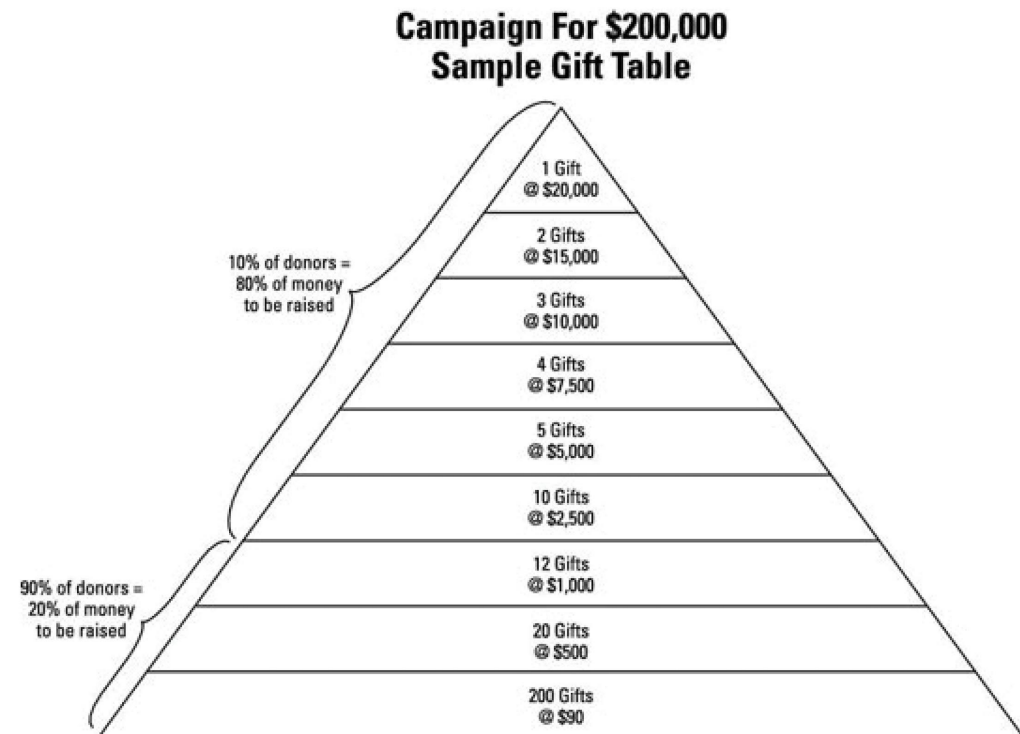 Campaign For $200,000
Sample Gift Table
1 Gift
@ $20,000
2 Gifts
@ $15,000
10% of donors =
80% of money
to be raised
3 Gifts
@ $10,000
4 Gifts
@ $7,500
5 Gifts
@ $5,000
10 Gifts
@ $2,500
12 Gifts
@ $1,000
90% of donors =
20% of money
to be raised
20 Gifts
@ $500
200 Gifts
@ $90